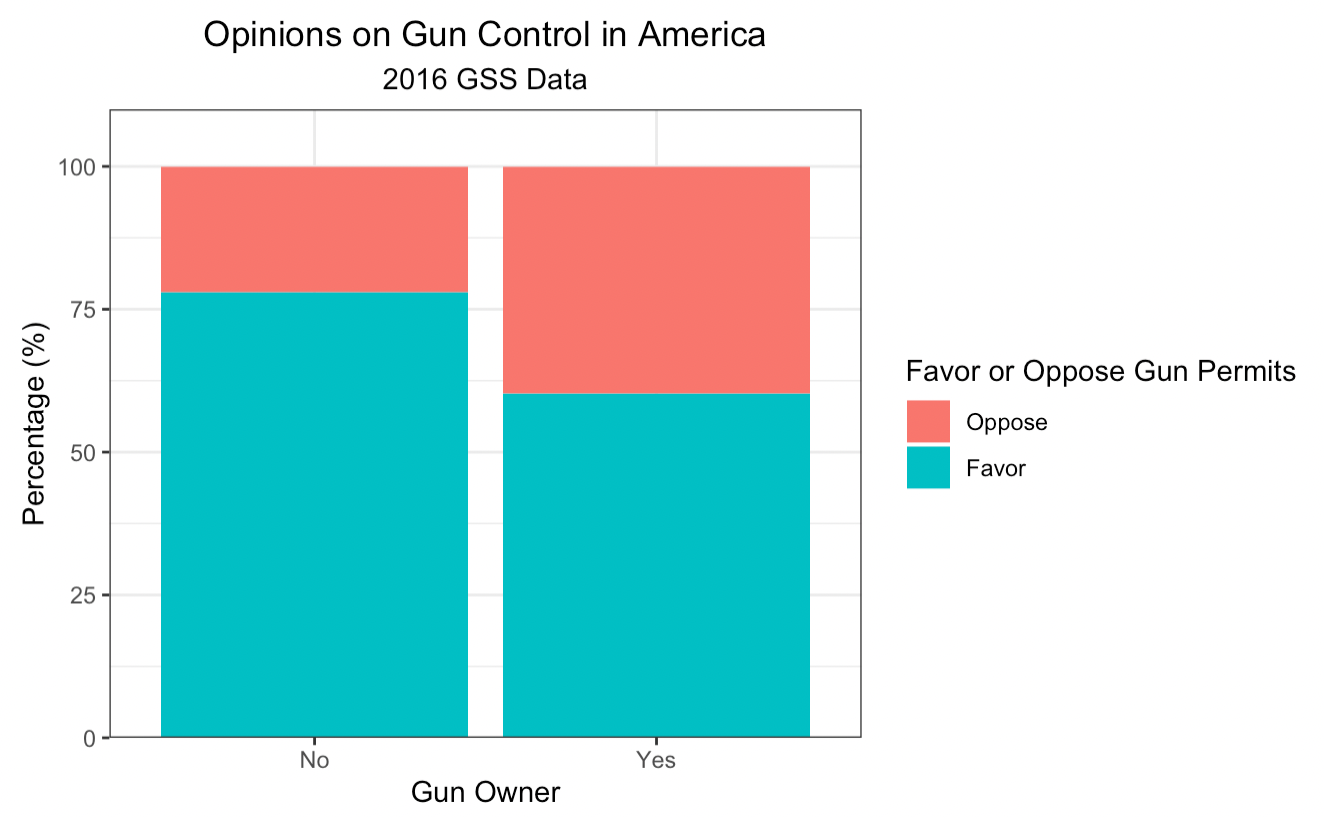 Opinions on Gun Control in America
2016 GSS Data
100
75
50
25
0
Percentage (%)
No
Yes
Gun Owner
Favor or Oppose Gun Permits
Oppose
Favor